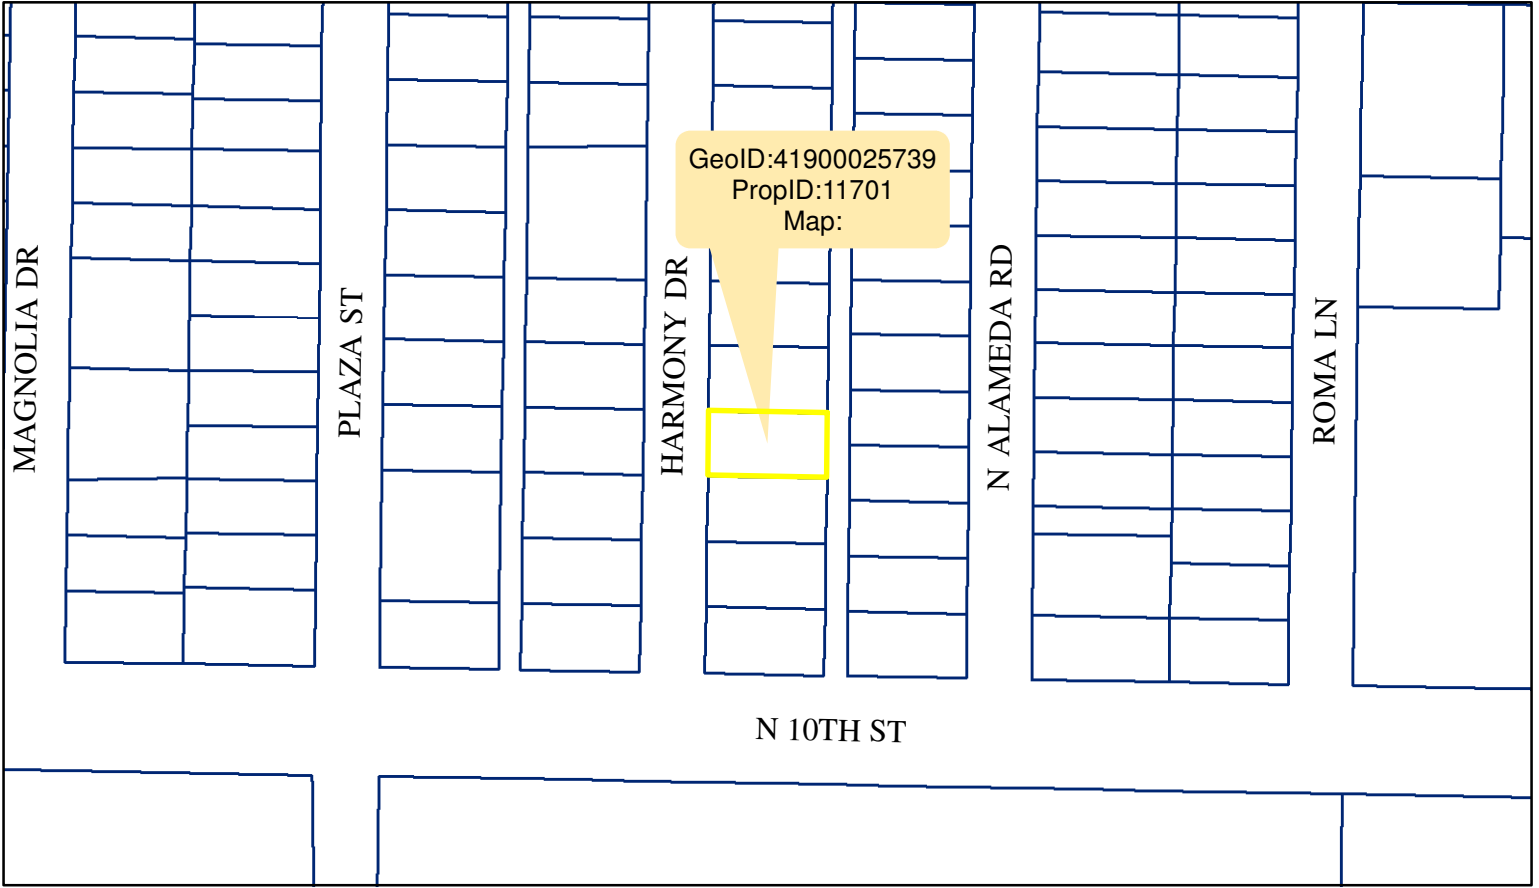 GeoID:41900025739
PropID:11701
Map:
MAGNOLIA DR
PLAZA ST
HARMONY DR
N ALAMEDA RD
ROMA LN
N 10TH ST